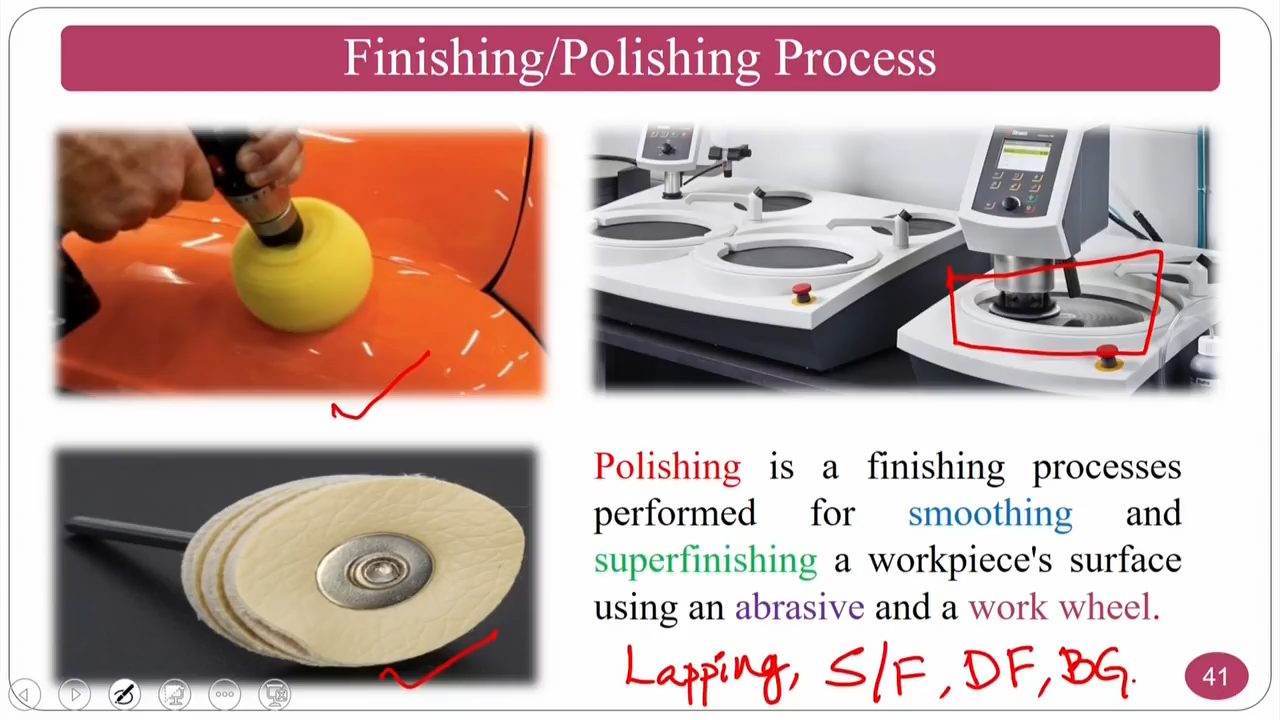 Finishing/Polishing Process
Polishing is a finishing processes
performed for smoothing and
superfinishing a workpiece's surface
using an abrasive and a work wheel.
Lapping, S/F, DF, BG.
41